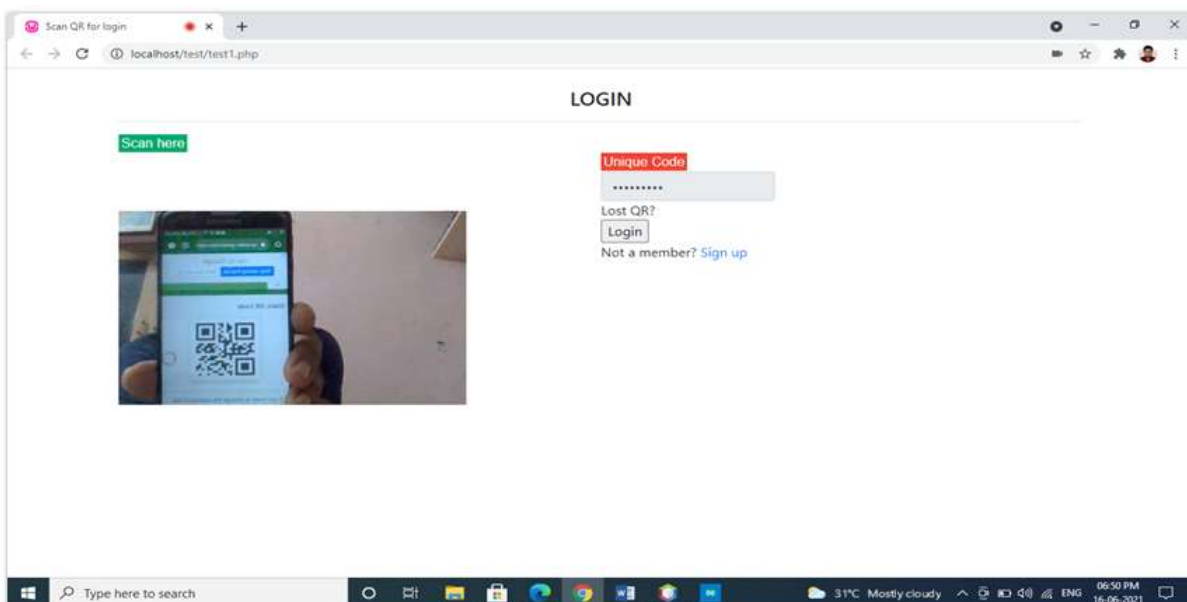 Scan QR for login
localhost/test/test1.php
LOGIN
Scan here
Unique Code
•••••••••
Lost QR?
Login
Not a member? Sign up
Type here to search
31°C Mostly cloudy
ENG
06:50 PM
16-06-2021